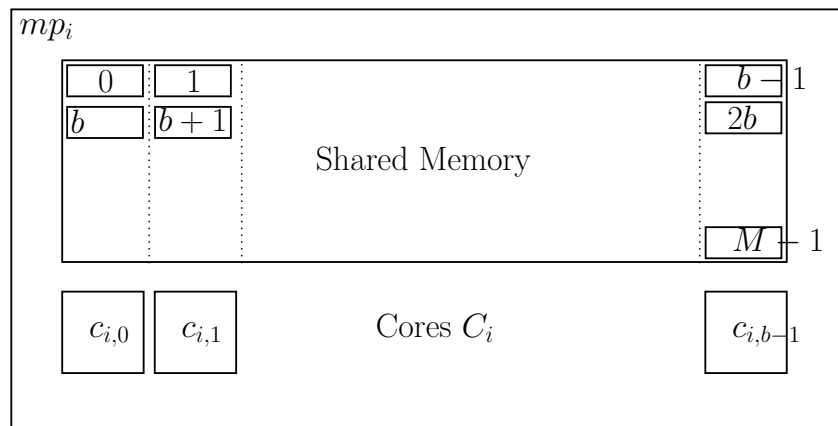 mp_i
0 1 b − 1
b b + 1 2b
Shared Memory
M − 1
c_{i,0} c_{i,1} Cores C_i c_{i,b−1}